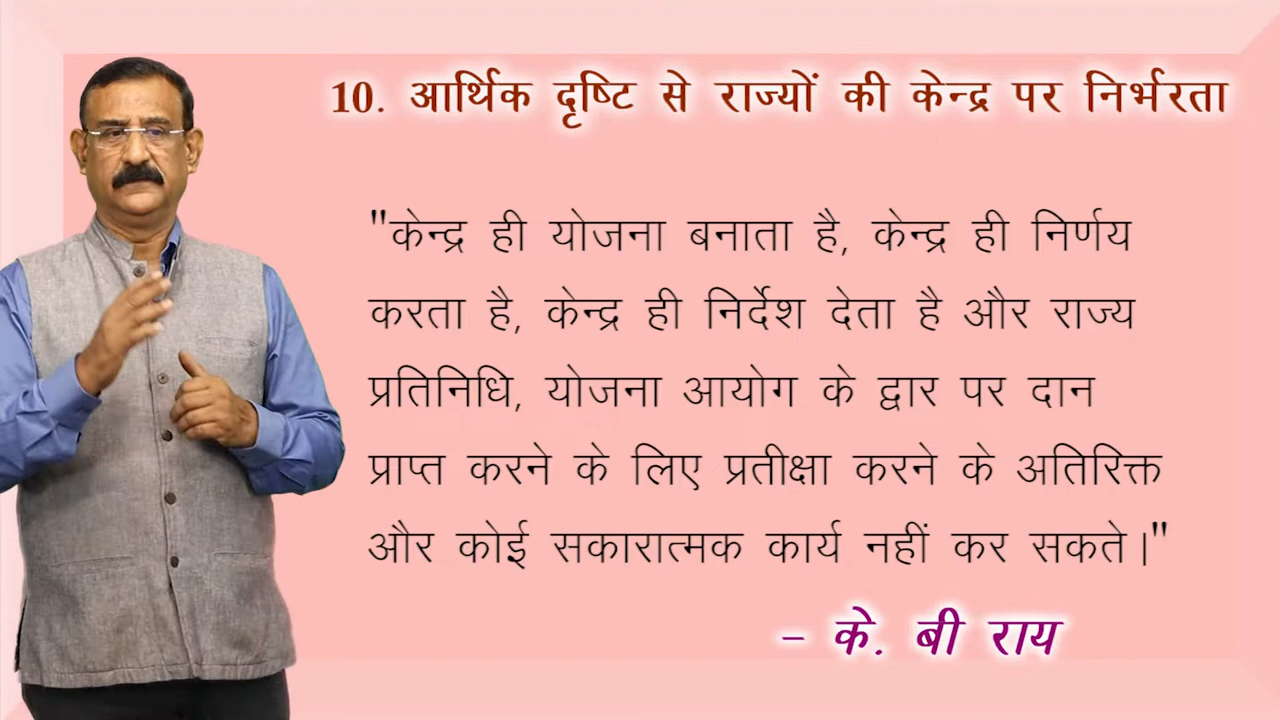 10. आर्थिक दृष्टि से राज्यों की केन्द्र पर निर्भरता
"केन्द्र ही योजना बनाता है, केन्द्र ही निर्णय
करता है, केन्द्र ही निर्देश देता है और राज्य
प्रतिनिधि, योजना आयोग के द्वार पर दान
प्राप्त करने के लिए प्रतीक्षा करने के अतिरिक्त
और कोई सकारात्मक कार्य नहीं कर सकते।"
– के. बी राय